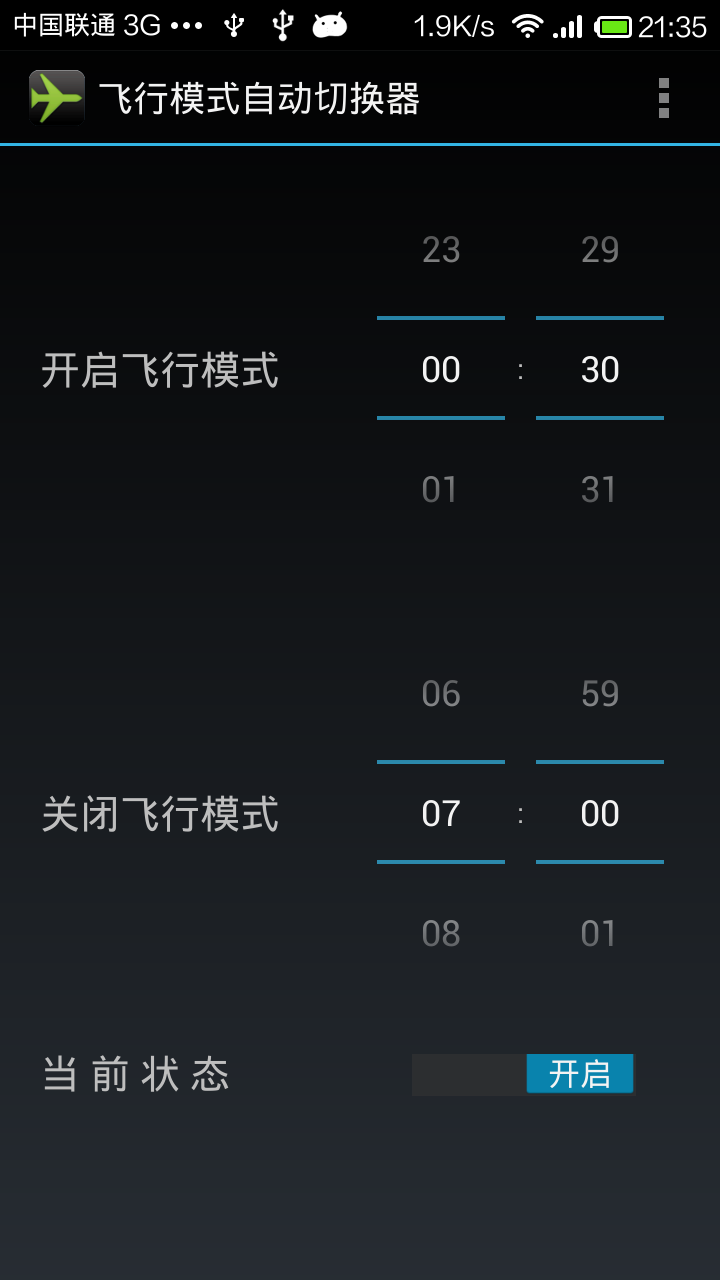 中国联通 3G ••• 1.9K/s 21:35
飞行模式自动切换器
23 29
开启飞行模式 00 : 30
01 31
06 59
关闭飞行模式 07 : 00
08 01
当前状态 开启